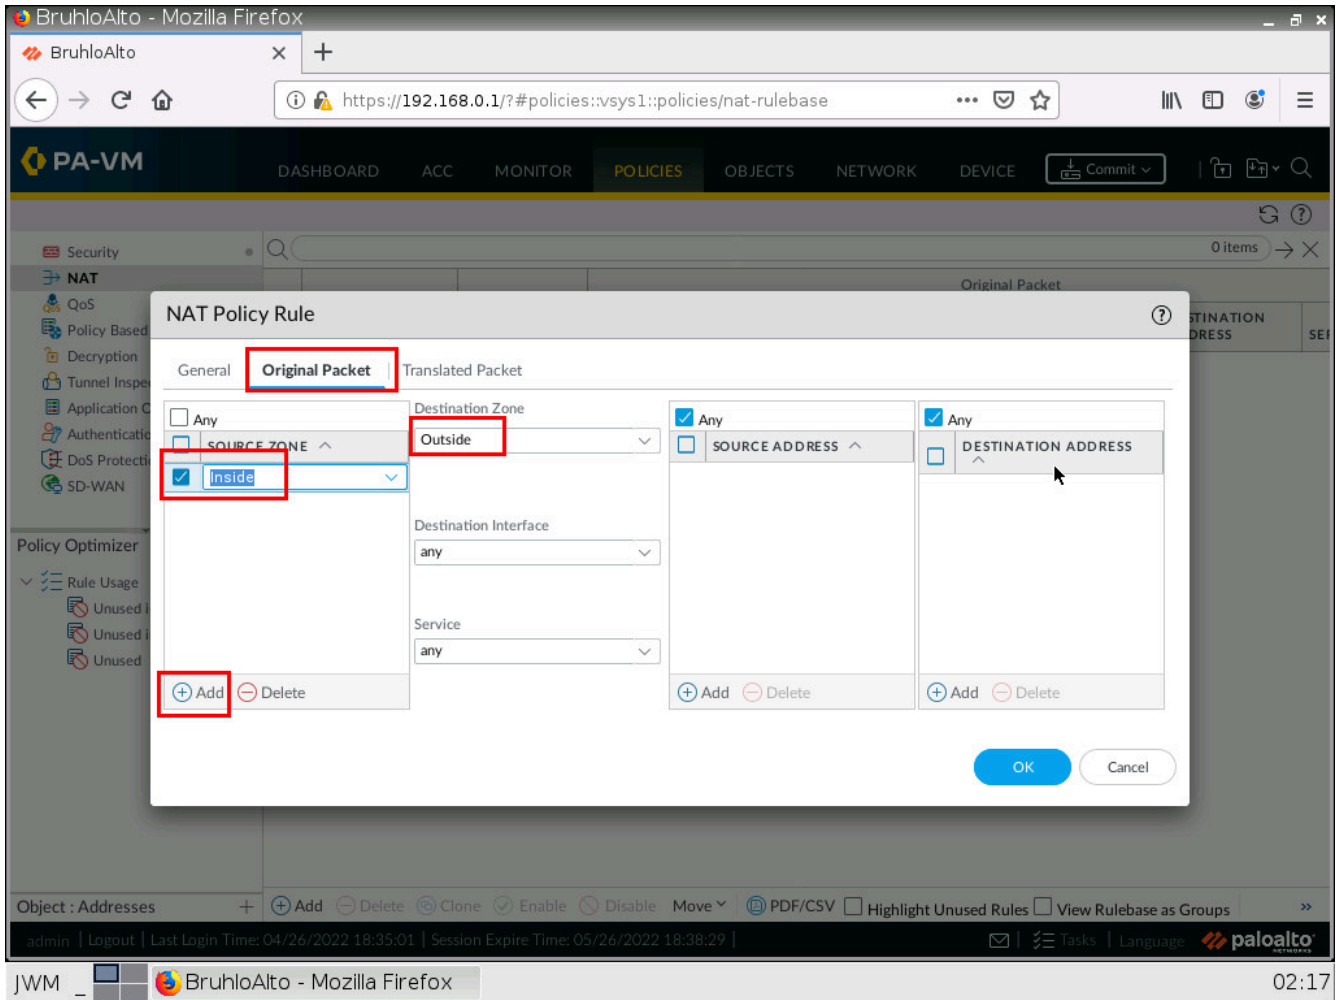 BruhloAlto - Mozilla Firefox
BruhloAlto
https://192.168.0.1/?#policies::vsys1::policies/nat-rulebase
PA-VM
DASHBOARD ACC MONITOR POLICIES OBJECTS NETWORK DEVICE Commit
Security
0 items
NAT
Original Packet
QoS
NAT Policy Rule
Policy Based
STINATION
DRESS
SER
Decryption
General Original Packet Translated Packet
Tunnel Inspe
Application C
Any
Destination Zone
Any
Any
Authenticatio
SOURCE ZONE
Outside
SOURCE ADDRESS
DESTINATION ADDRESS
DoS Protecti
Inside
SD-WAN
Destination Interface
Policy Optimizer
any
Rule Usage
Unused i
Service
Unused i
any
Unused
Add Delete
Add Delete
Add Delete
OK
Cancel
Object : Addresses
Add Delete Clone Enable Disable Move PDF/CSV Highlight Unused Rules View Rulebase as Groups
admin | Logout | Last Login Time: 04/26/2022 18:35:01 | Session Expire Time: 05/26/2022 18:38:29 |
Tasks | Language
paloalto
NETWORKS
JWM
BruhloAlto - Mozilla Firefox
02:17